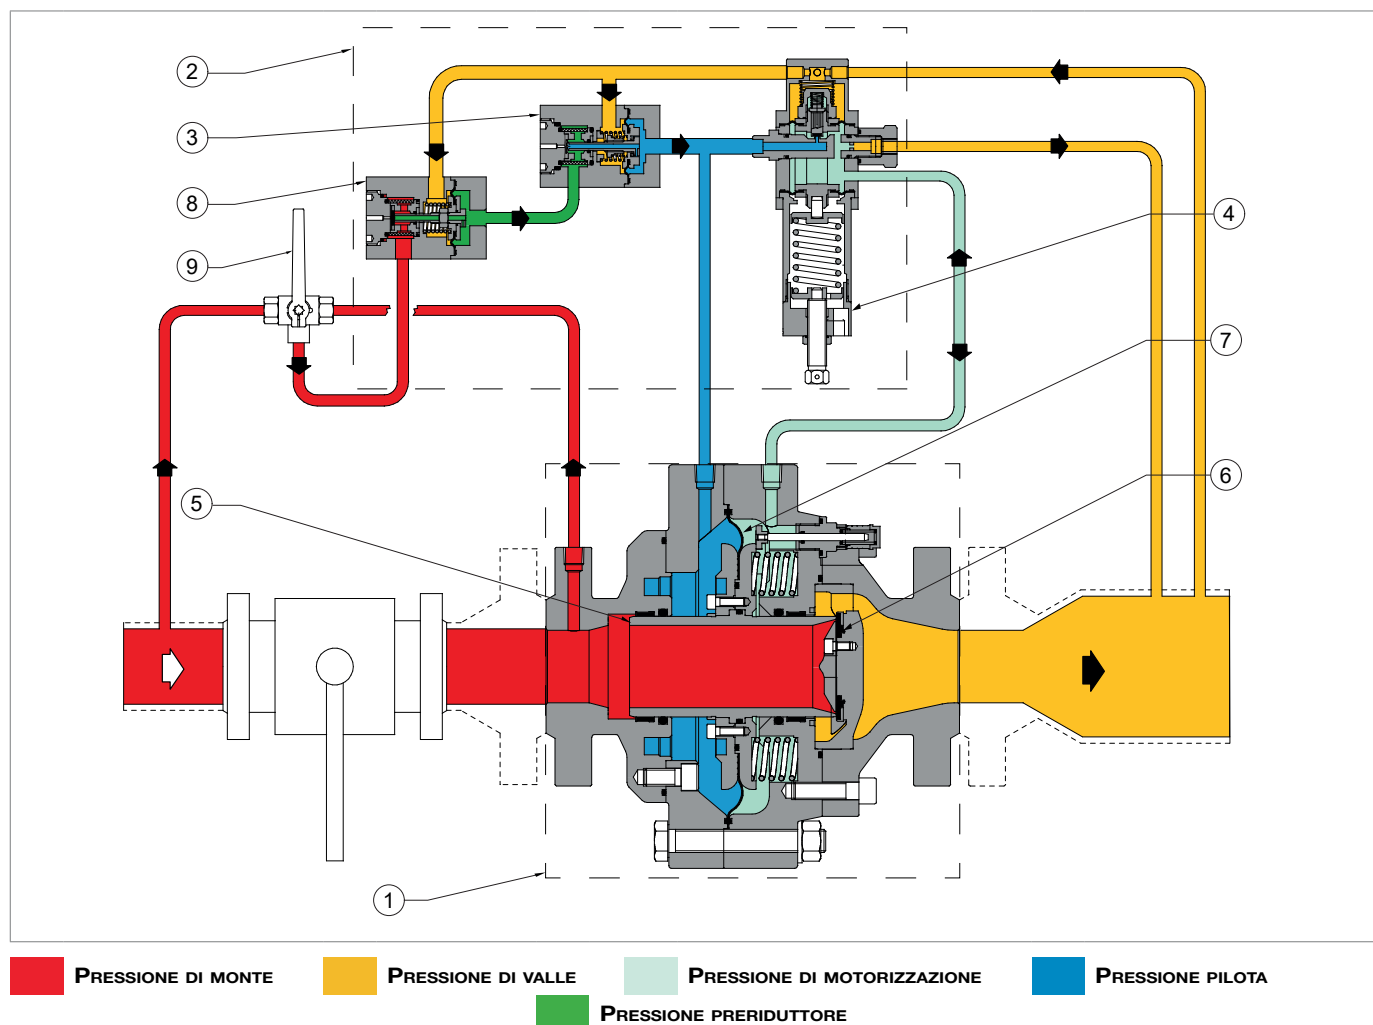 2
3
8
9
4
7
5
6
1
PRESSIONE DI MONTE
PRESSIONE DI VALLE
PRESSIONE DI MOTORIZZAZIONE
PRESSIONE PILOTA
PRESSIONE PRERIDUTTORE